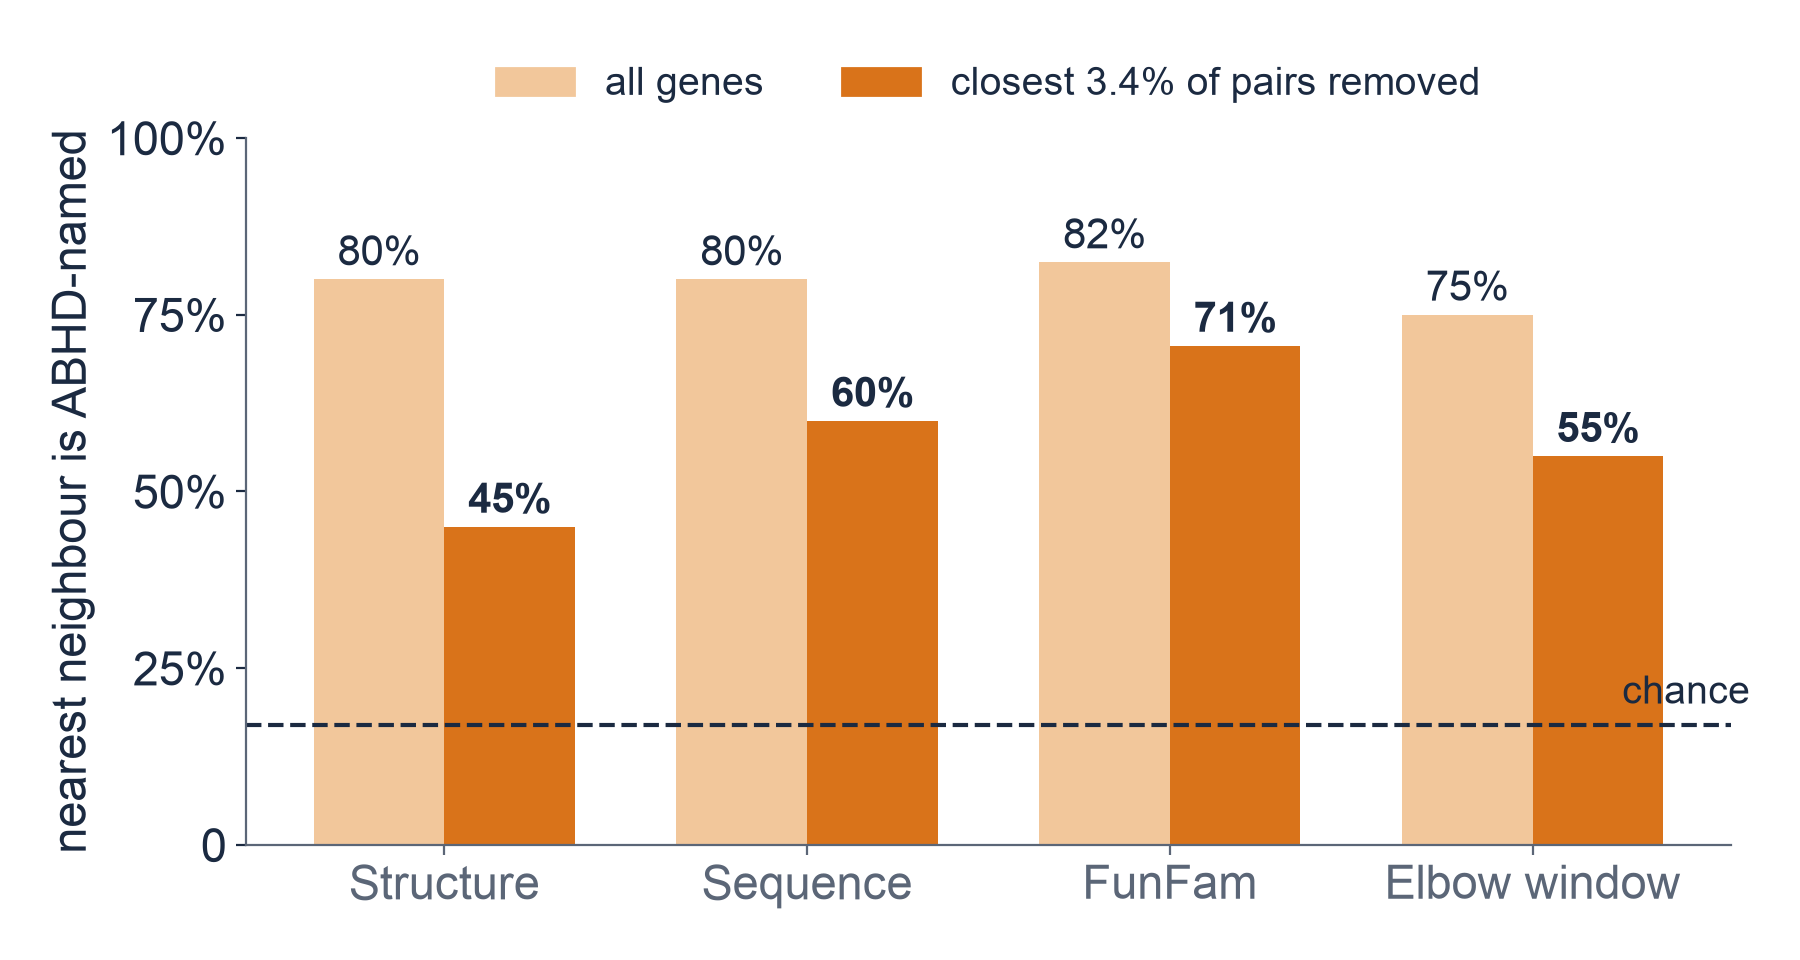 all genes
closest 3.4% of pairs removed
nearest neighbour is ABHD-named
100%
75%
50%
25%
0
80%
45%
80%
60%
82%
71%
75%
55%
chance
Structure
Sequence
FunFam
Elbow window